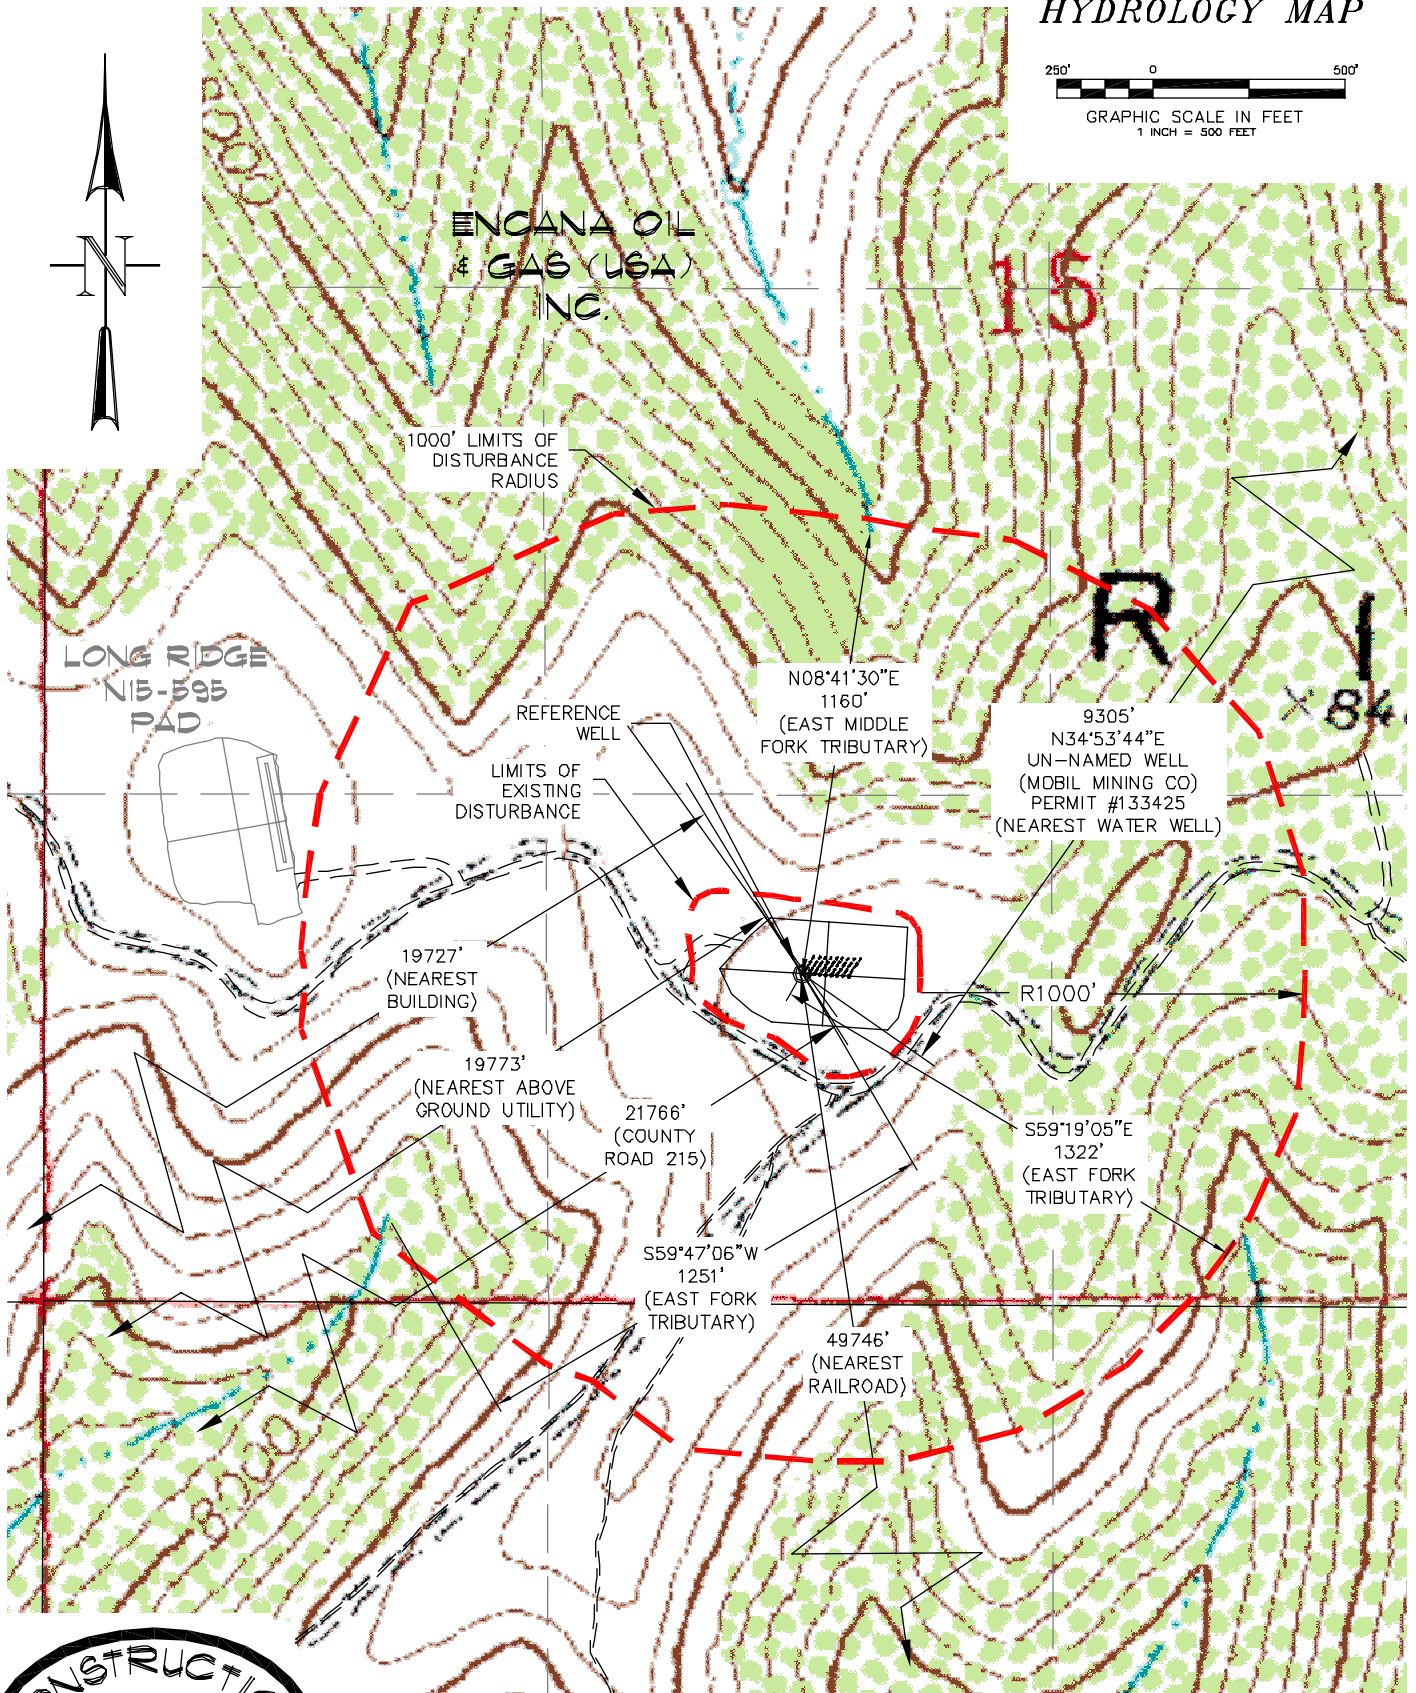 HYDROLOGY MAP
250' 0 500'
GRAPHIC SCALE IN FEET
1 INCH = 500 FEET
N
ENCANA OIL
& GAS (USA)
INC.
15
1000' LIMITS OF
DISTURBANCE
RADIUS
R
LONG RIDGE
N15-595
PAD
REFERENCE
WELL
N08°41'30"E
1160'
(EAST MIDDLE
FORK TRIBUTARY)
9305'
N34°53'44"E
UN-NAMED WELL
(MOBIL MINING CO)
PERMIT #133425
(NEAREST WATER WELL)
LIMITS OF
EXISTING
DISTURBANCE
19727'
(NEAREST
BUILDING)
R1000'
19773'
(NEAREST ABOVE
GROUND UTILITY)
21766'
(COUNTY
ROAD 215)
S59°19'05"E
1322'
(EAST FORK
TRIBUTARY)
S59°47'06"W
1251'
(EAST FORK
TRIBUTARY)
49746'
(NEAREST
RAILROAD)
8000